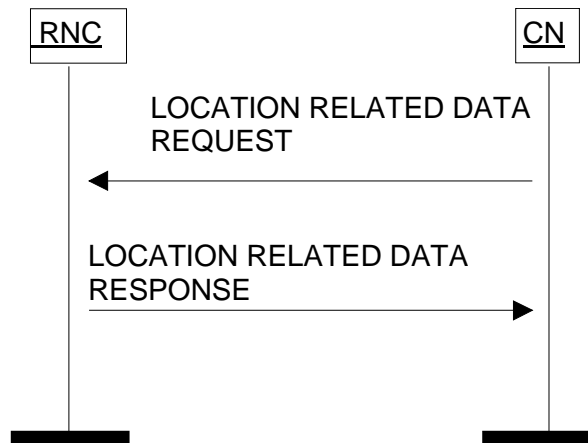 RNC
CN
LOCATION RELATED DATA
REQUEST
LOCATION RELATED DATA
RESPONSE